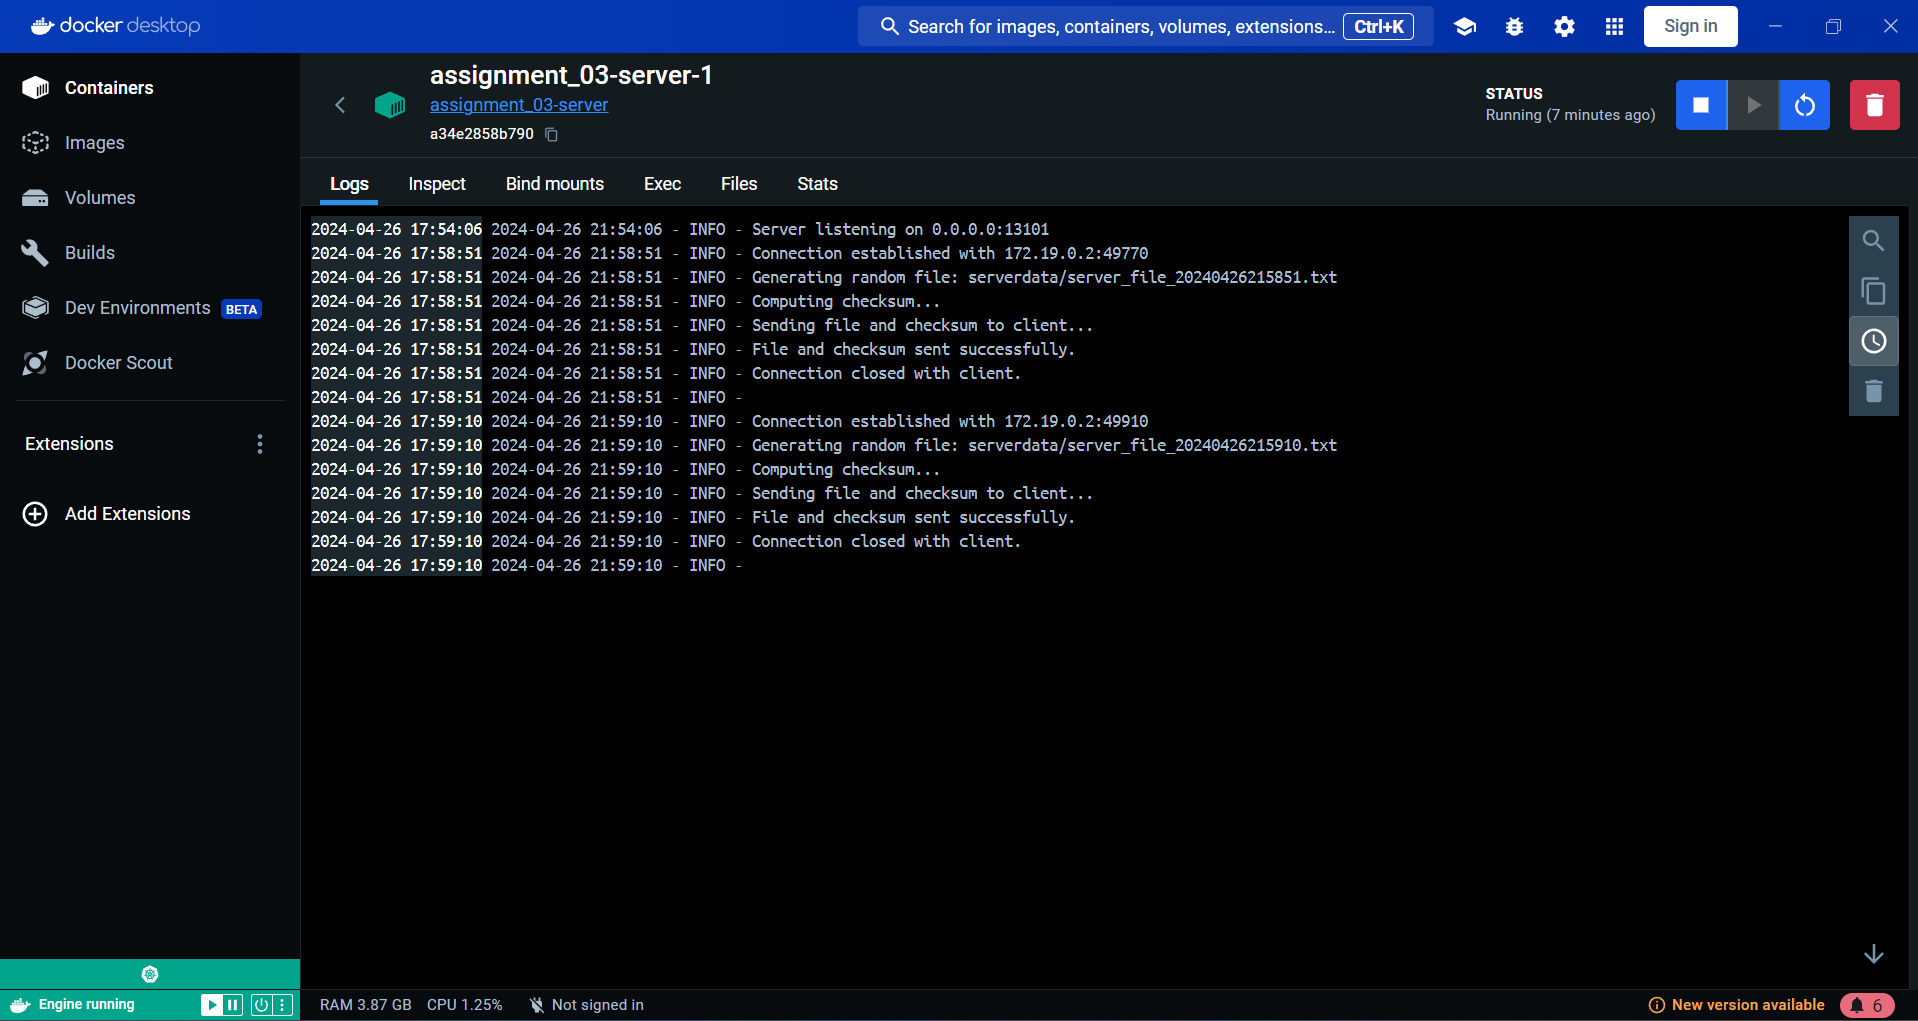 docker desktop
Search for images, containers, volumes, extensions... Ctrl+K
Sign in
Containers
Images
Volumes
Builds
Dev Environments BETA
Docker Scout
Extensions
Add Extensions
assignment_03-server-1
assignment_03-server
a34e2858b790
STATUS
Running (7 minutes ago)
Logs Inspect Bind mounts Exec Files Stats
2024-04-26 17:54:06 2024-04-26 21:54:06 - INFO - Server listening on 0.0.0.0:13101
2024-04-26 17:58:51 2024-04-26 21:58:51 - INFO - Connection established with 172.19.0.2:49770
2024-04-26 17:58:51 2024-04-26 21:58:51 - INFO - Generating random file: serverdata/server_file_20240426215851.txt
2024-04-26 17:58:51 2024-04-26 21:58:51 - INFO - Computing checksum...
2024-04-26 17:58:51 2024-04-26 21:58:51 - INFO - Sending file and checksum to client...
2024-04-26 17:58:51 2024-04-26 21:58:51 - INFO - File and checksum sent successfully.
2024-04-26 17:58:51 2024-04-26 21:58:51 - INFO - Connection closed with client.
2024-04-26 17:58:51 2024-04-26 21:58:51 - INFO -
2024-04-26 17:59:10 2024-04-26 21:59:10 - INFO - Connection established with 172.19.0.2:49910
2024-04-26 17:59:10 2024-04-26 21:59:10 - INFO - Generating random file: serverdata/server_file_20240426215910.txt
2024-04-26 17:59:10 2024-04-26 21:59:10 - INFO - Computing checksum...
2024-04-26 17:59:10 2024-04-26 21:59:10 - INFO - Sending file and checksum to client...
2024-04-26 17:59:10 2024-04-26 21:59:10 - INFO - File and checksum sent successfully.
2024-04-26 17:59:10 2024-04-26 21:59:10 - INFO - Connection closed with client.
2024-04-26 17:59:10 2024-04-26 21:59:10 - INFO -
Engine running
RAM 3.87 GB CPU 1.25% Not signed in
New version available
6